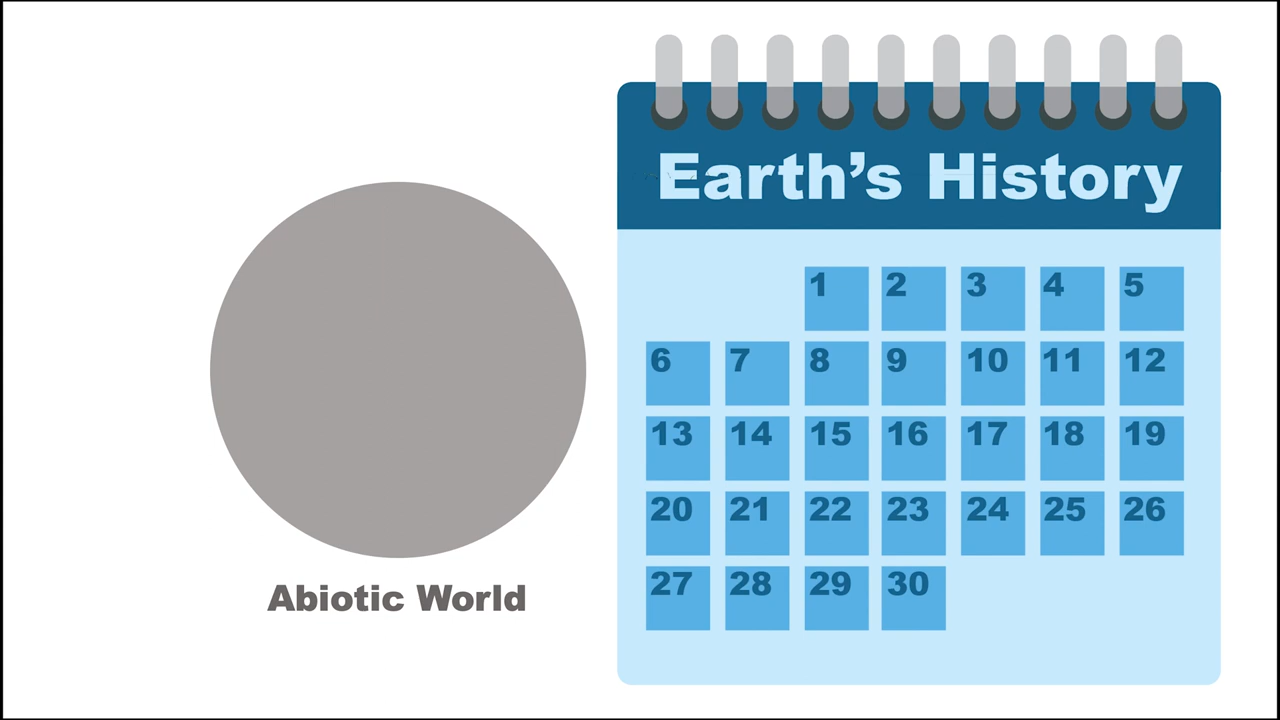 Earth's History
1 2 3 4 5
6 7 8 9 10 11 12
13 14 15 16 17 18 19
20 21 22 23 24 25 26
27 28 29 30
Abiotic World